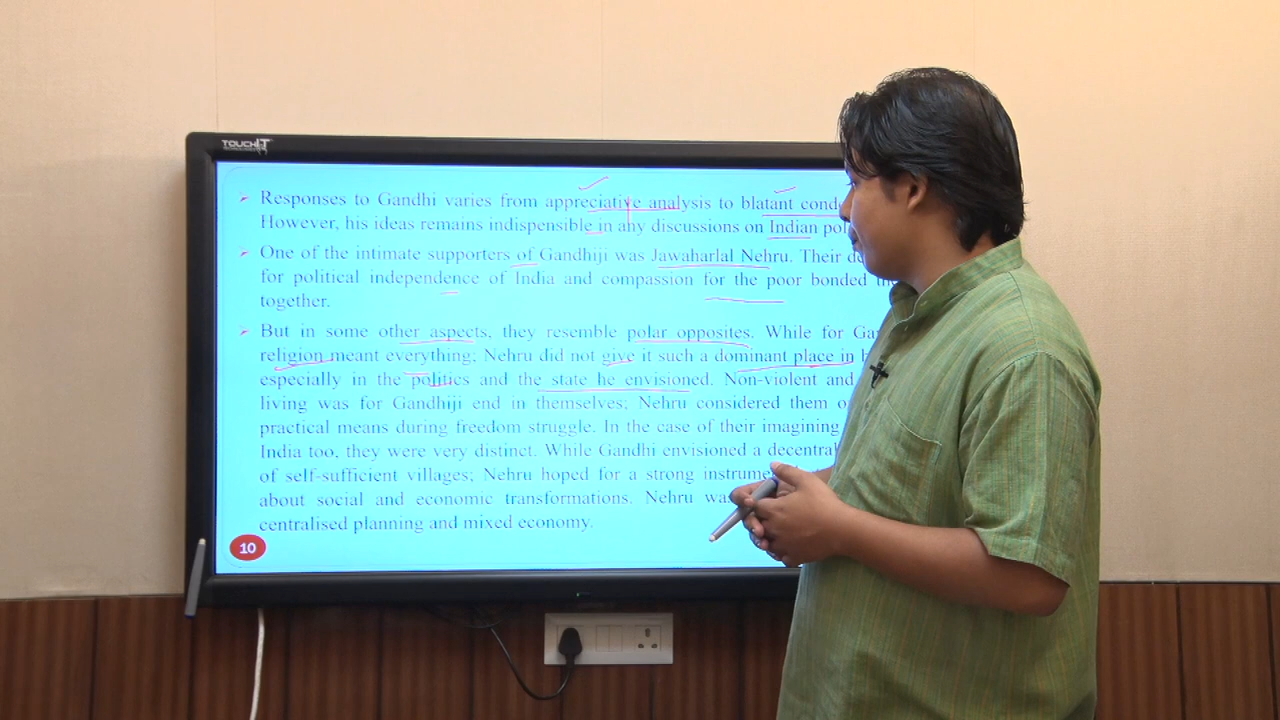 TOUCHIT
➢ Responses to Gandhi varies from appreciative analysis to blatant
However, his ideas remains indispensible in any discussions on Indian
➢ One of the intimate supporters of Gandhiji was Jawaharlal Nehru. Their
for political independence of India and compassion for the poor bonded
together.
➢ But in some other aspects, they resemble polar opposites. While for
religion meant everything; Nehru did not give it such a dominant place in
especially in the politics and the state he envisioned. Non-violent and
living was for Gandhiji end in themselves; Nehru considered them
practical means during freedom struggle. In the case of their imagining
India too, they were very distinct. While Gandhi envisioned a
of self-sufficient villages; Nehru hoped for a strong
about social and economic transformations. Nehru
centralised planning and mixed economy.
10